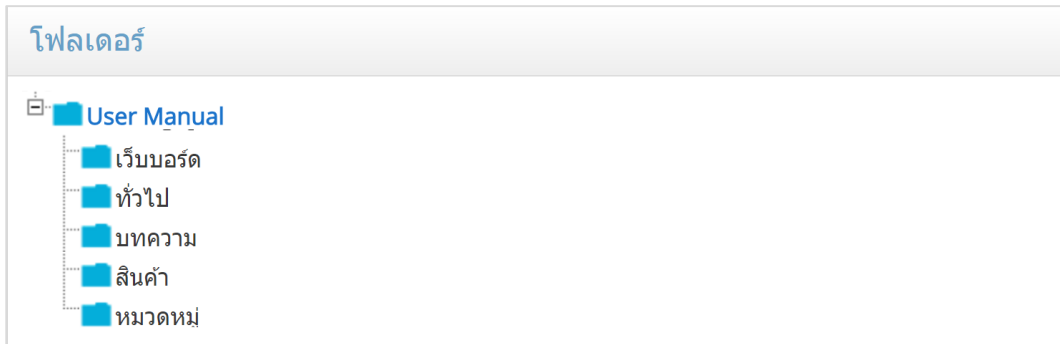 โฟลเดอร์
User Manual
เว็บบอร์ด
ทั่วไป
บทความ
สินค้า
หมวดหมู่